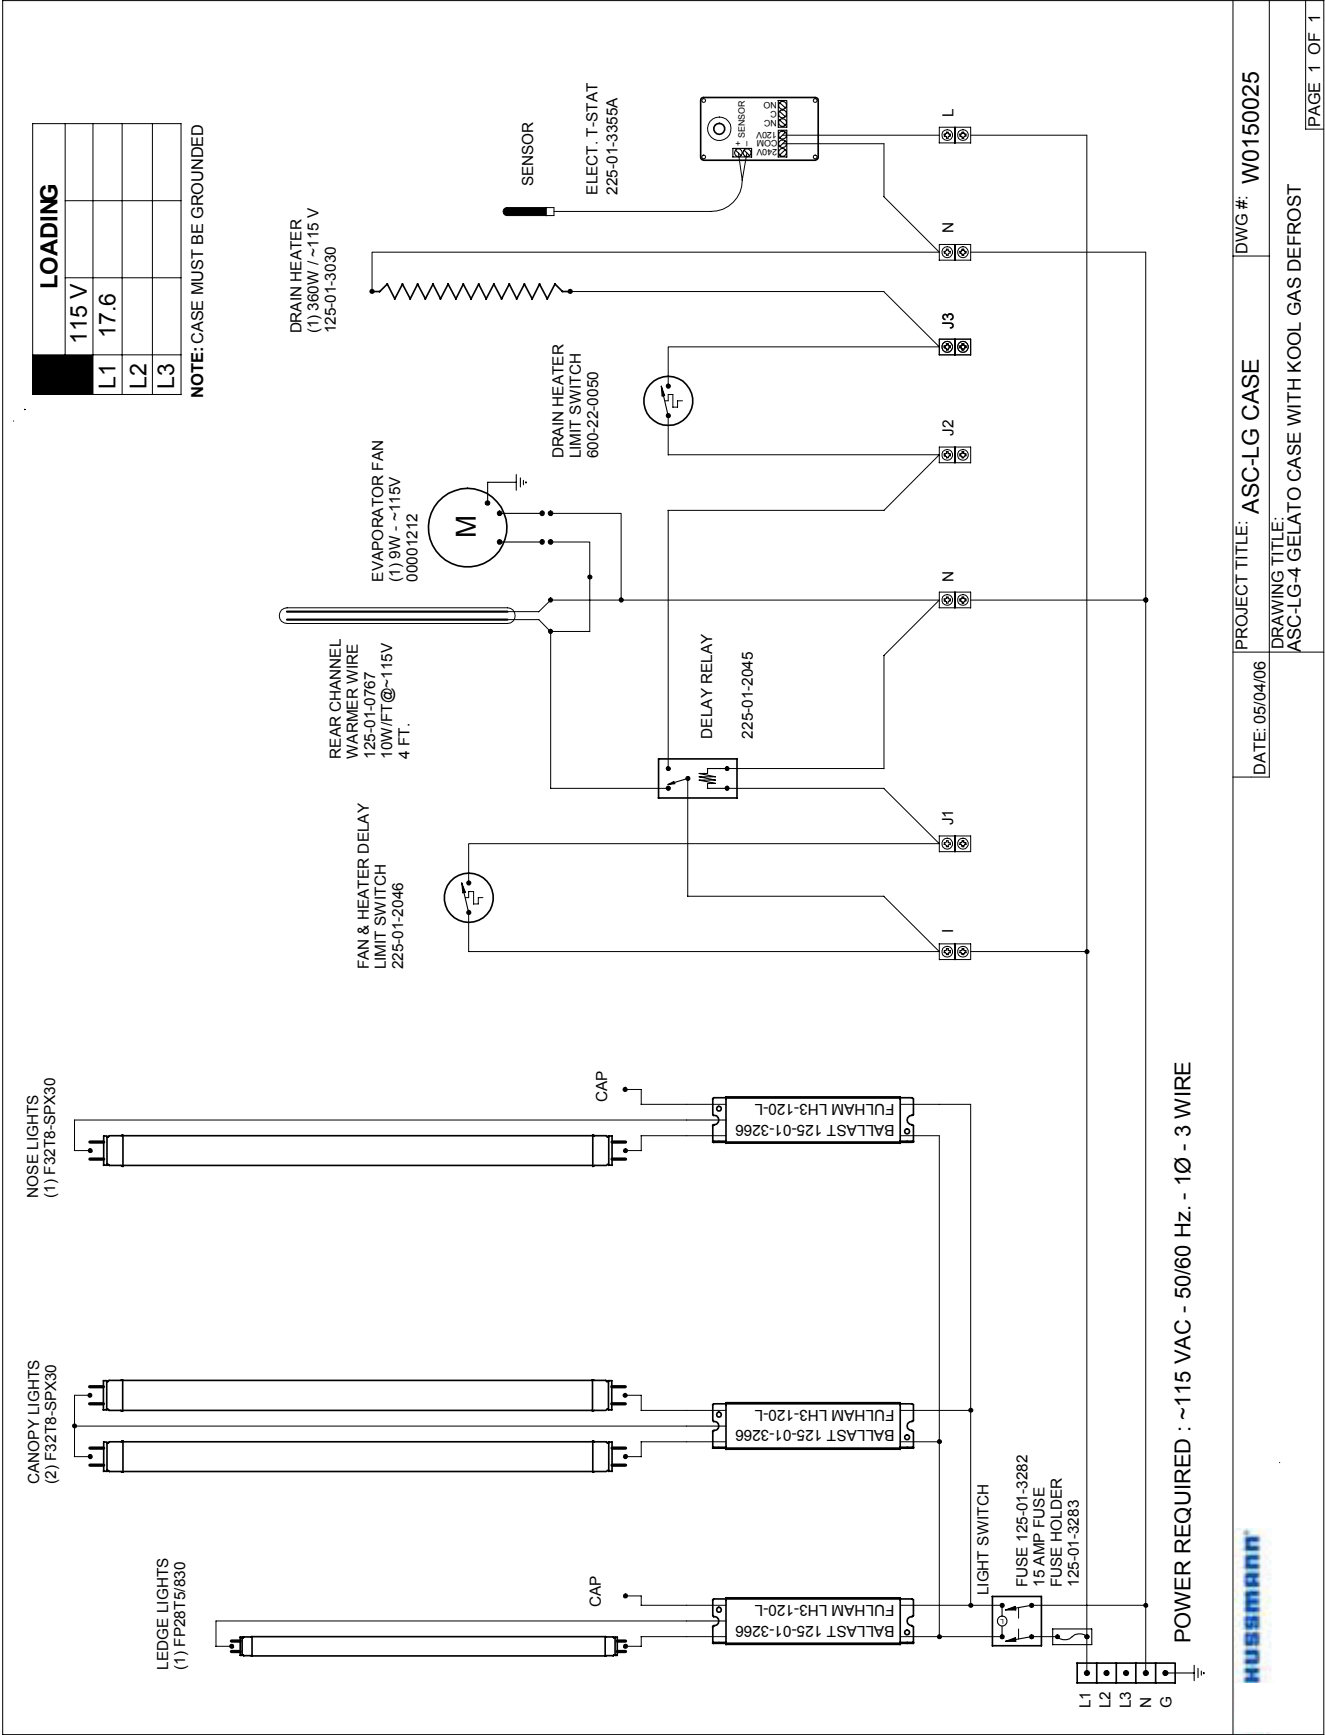 LOADING
115 V
L1 17.6
L2
L3
NOTE: CASE MUST BE GROUNDED
NOSE LIGHTS
(1) F32T8-SPX30
CANOPY LIGHTS
(2) F32T8-SPX30
LEDGE LIGHTS
(1) FP28T5/830
CAP
CAP
BALLAST 125-01-3266
FULHAM LH3-120-L
BALLAST 125-01-3266
FULHAM LH3-120-L
BALLAST 125-01-3266
FULHAM LH3-120-L
LIGHT SWITCH
FUSE 125-01-3282
15 AMP FUSE
FUSE HOLDER
125-01-3283
FAN & HEATER DELAY
LIMIT SWITCH
225-01-2046
REAR CHANNEL
WARMER WIRE
125-01-0767
10W/FT@~115V
4 FT.
EVAPORATOR FAN
(1) 9W - ~115V
00001212
M
DELAY RELAY
225-01-2045
DRAIN HEATER
LIMIT SWITCH
600-22-0050
DRAIN HEATER
(1) 360W / ~115 V
125-01-3030
SENSOR
ELECT. T-STAT
225-01-3355A
+ SENSOR
–
240V
COM
120V
NC
C
NO
I
J1
N
J2
J3
N
L
L1
L2
L3
N
G
POWER REQUIRED : ~115 VAC - 50/60 Hz. - 1Ø - 3 WIRE
HUSSMANN
DATE: 05/04/06
PROJECT TITLE: ASC-LG CASE
DWG #: W0150025
DRAWING TITLE:
ASC-LG-4 GELATO CASE WITH KOOL GAS DEFROST
PAGE 1 OF 1